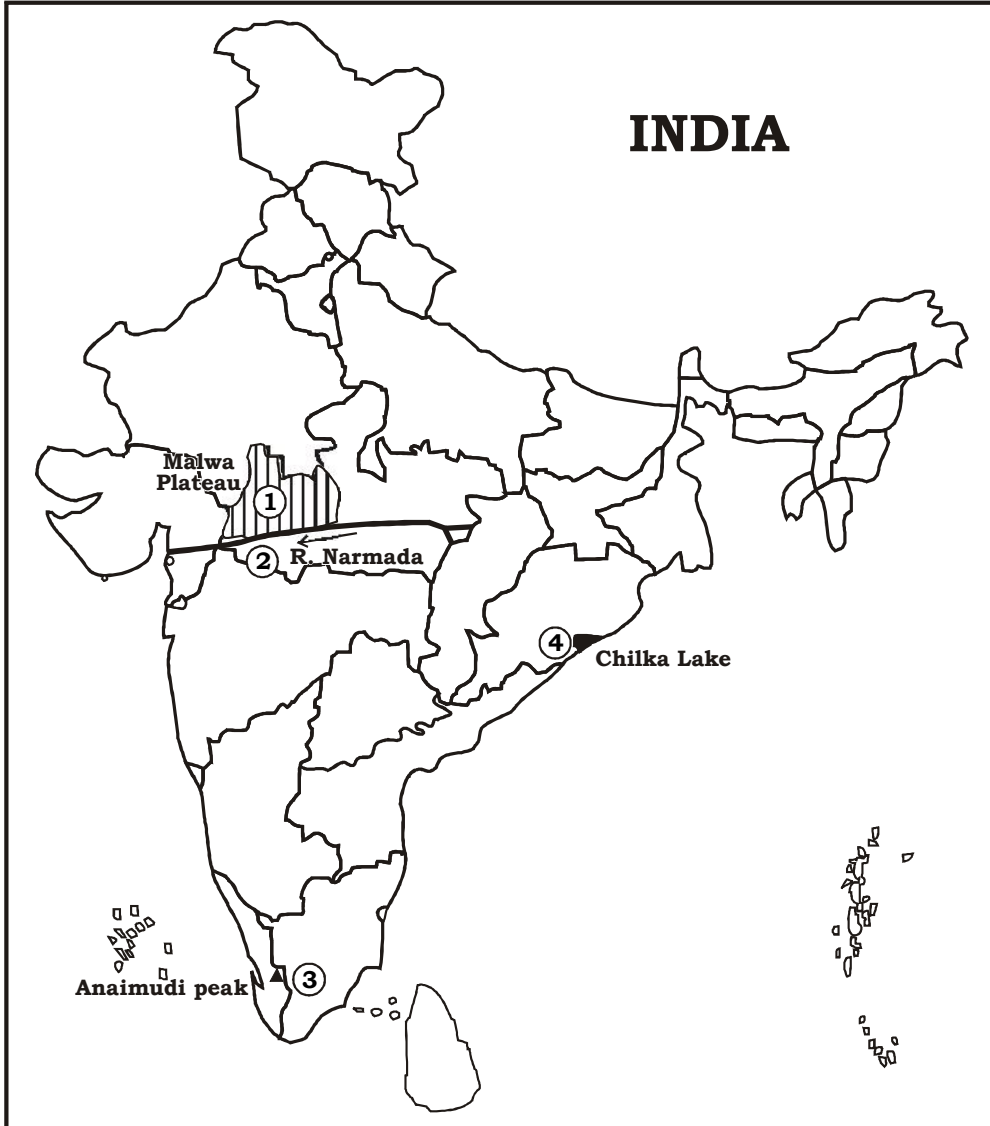 INDIA
Malwa
Plateau
1
2
R. Narmada
4
Chilka Lake
Anaimudi peak
3